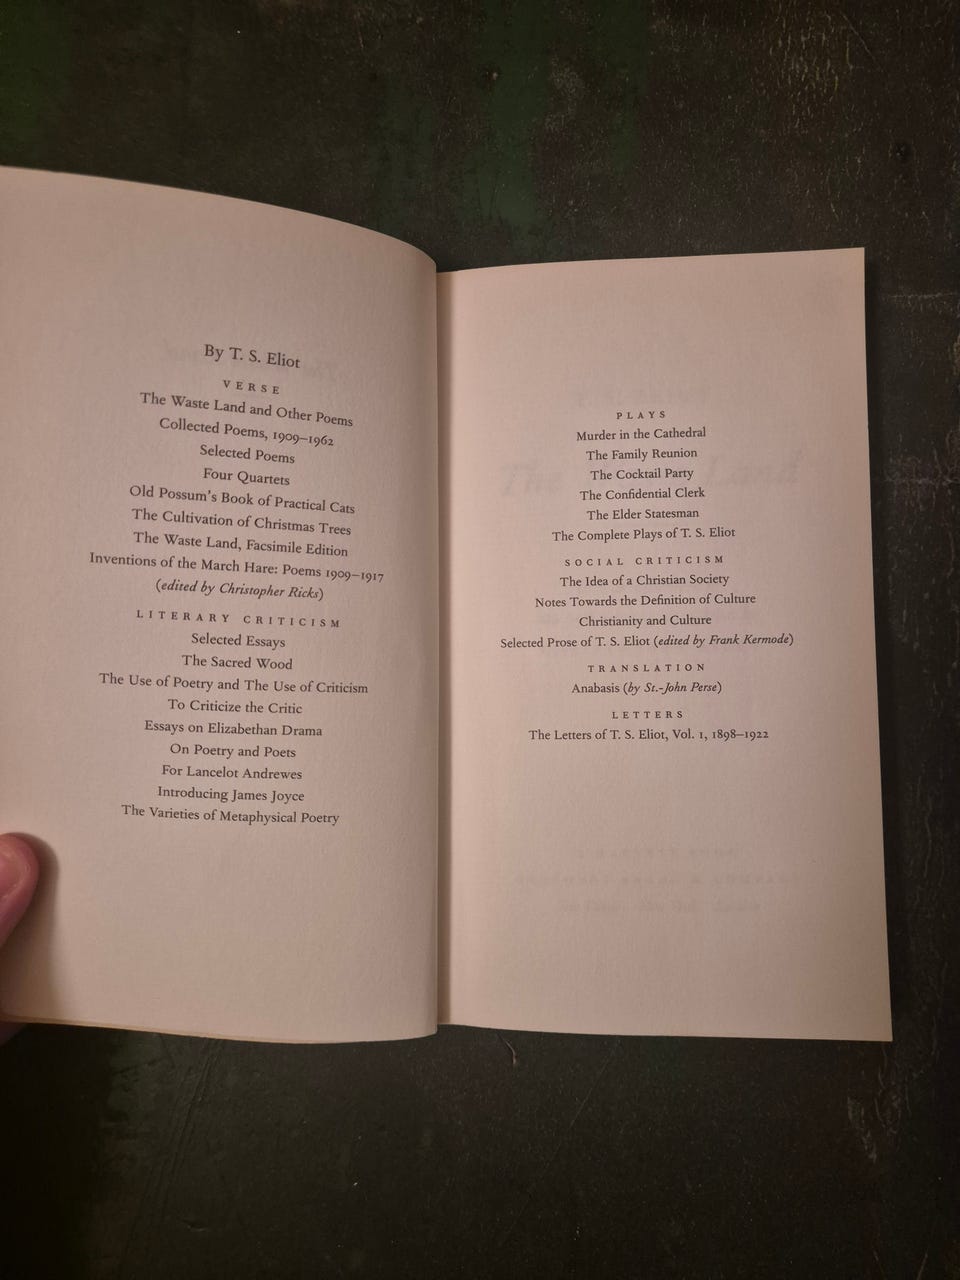 By T. S. Eliot
VERSE
The Waste Land and Other Poems
Collected Poems, 1909–1962
Selected Poems
Four Quartets
Old Possum's Book of Practical Cats
The Cultivation of Christmas Trees
The Waste Land, Facsimile Edition
Inventions of the March Hare: Poems 1909–1917
(edited by Christopher Ricks)
LITERARY CRITICISM
Selected Essays
The Sacred Wood
The Use of Poetry and The Use of Criticism
To Criticize the Critic
Essays on Elizabethan Drama
On Poetry and Poets
For Lancelot Andrewes
Introducing James Joyce
The Varieties of Metaphysical Poetry
PLAYS
Murder in the Cathedral
The Family Reunion
The Cocktail Party
The Confidential Clerk
The Elder Statesman
The Complete Plays of T. S. Eliot
SOCIAL CRITICISM
The Idea of a Christian Society
Notes Towards the Definition of Culture
Christianity and Culture
Selected Prose of T. S. Eliot (edited by Frank Kermode)
TRANSLATION
Anabasis (by St.-John Perse)
LETTERS
The Letters of T. S. Eliot, Vol. 1, 1898–1922